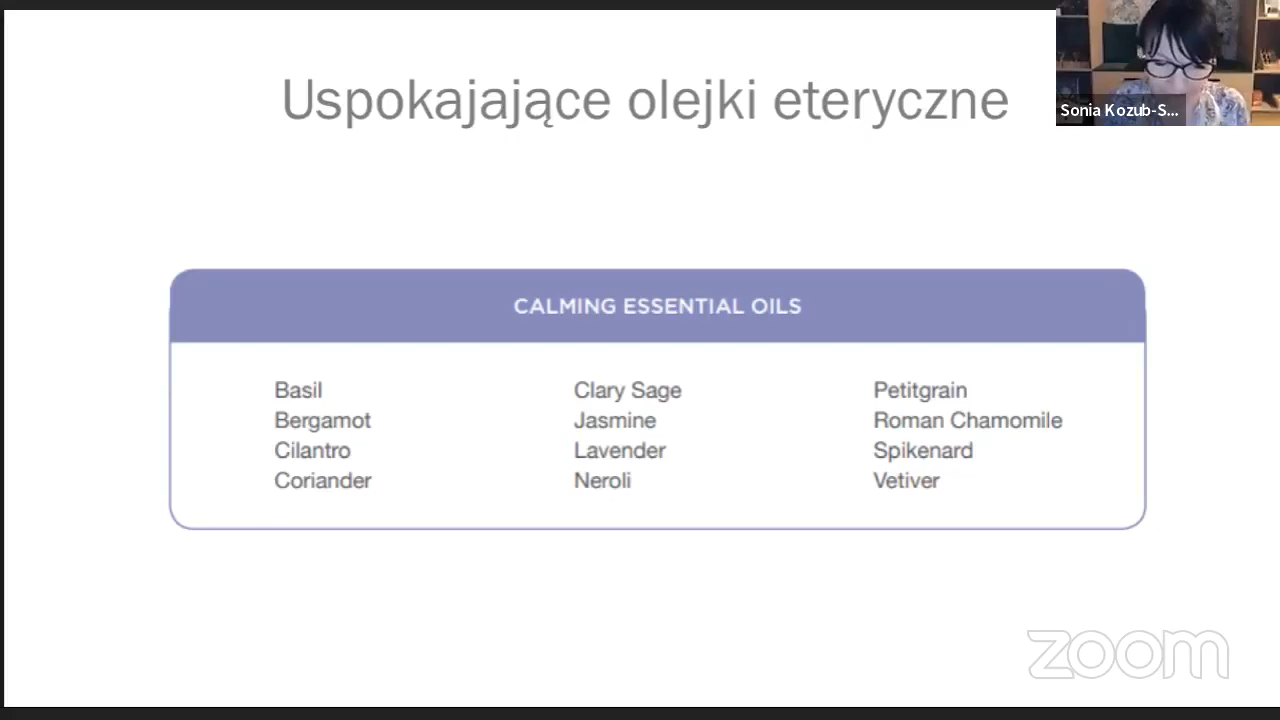 Uspokajające olejki eteryczne
Sonia Kozub-S...
CALMING ESSENTIAL OILS
Basil
Bergamot
Cilantro
Coriander
Clary Sage
Jasmine
Lavender
Neroli
Petitgrain
Roman Chamomile
Spikenard
Vetiver
zoom